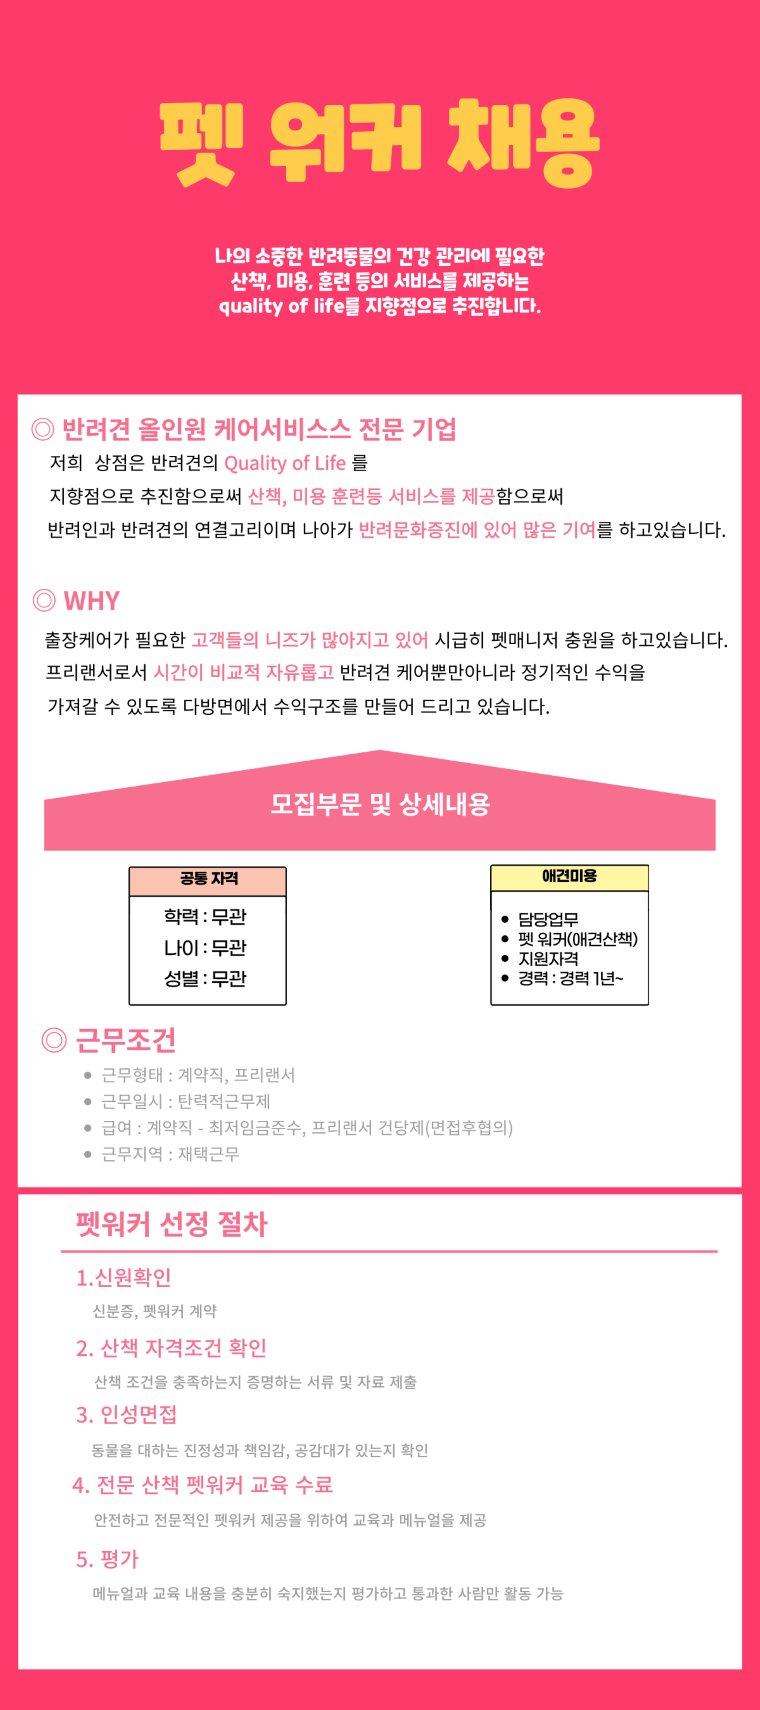 펫 워커 채용
나의 소중한 반려동물의 건강 관리에 필요한
산책, 미용, 훈련 등의 서비스를 제공하는
quality of life를 지향점으로 추진합니다.
◎ 반려견 올인원 케어서비스스 전문 기업
저희 상점은 반려견의 Quality of Life 를
지향점으로 추진함으로써 산책, 미용 훈련등 서비스를 제공함으로써
반려인과 반려견의 연결고리이며 나아가 반려문화증진에 있어 많은 기여를 하고있습니다.
◎ WHY
출장케어가 필요한 고객들의 니즈가 많아지고 있어 시급히 펫매니저 충원을 하고있습니다.
프리랜서로서 시간이 비교적 자유롭고 반려견 케어뿐만아니라 정기적인 수익을
가져갈 수 있도록 다방면에서 수익구조를 만들어 드리고 있습니다.
모집부문 및 상세내용
공통 자격
학력 : 무관
나이 : 무관
성별 : 무관
애견미용
• 담당업무
• 펫 워커(애견산책)
• 지원자격
• 경력 : 경력 1년~
◎ 근무조건
• 근무형태 : 계약직, 프리랜서
• 근무일시 : 탄력적근무제
• 급여 : 계약직 - 최저임금준수, 프리랜서 건당제(면접후협의)
• 근무지역 : 재택근무
펫워커 선정 절차
1.신원확인
신분증, 펫워커 계약
2. 산책 자격조건 확인
산책 조건을 충족하는지 증명하는 서류 및 자료 제출
3. 인성면접
동물을 대하는 진정성과 책임감, 공감대가 있는지 확인
4. 전문 산책 펫워커 교육 수료
안전하고 전문적인 펫워커 제공을 위하여 교육과 메뉴얼을 제공
5. 평가
메뉴얼과 교육 내용을 충분히 숙지했는지 평가하고 통과한 사람만 활동 가능